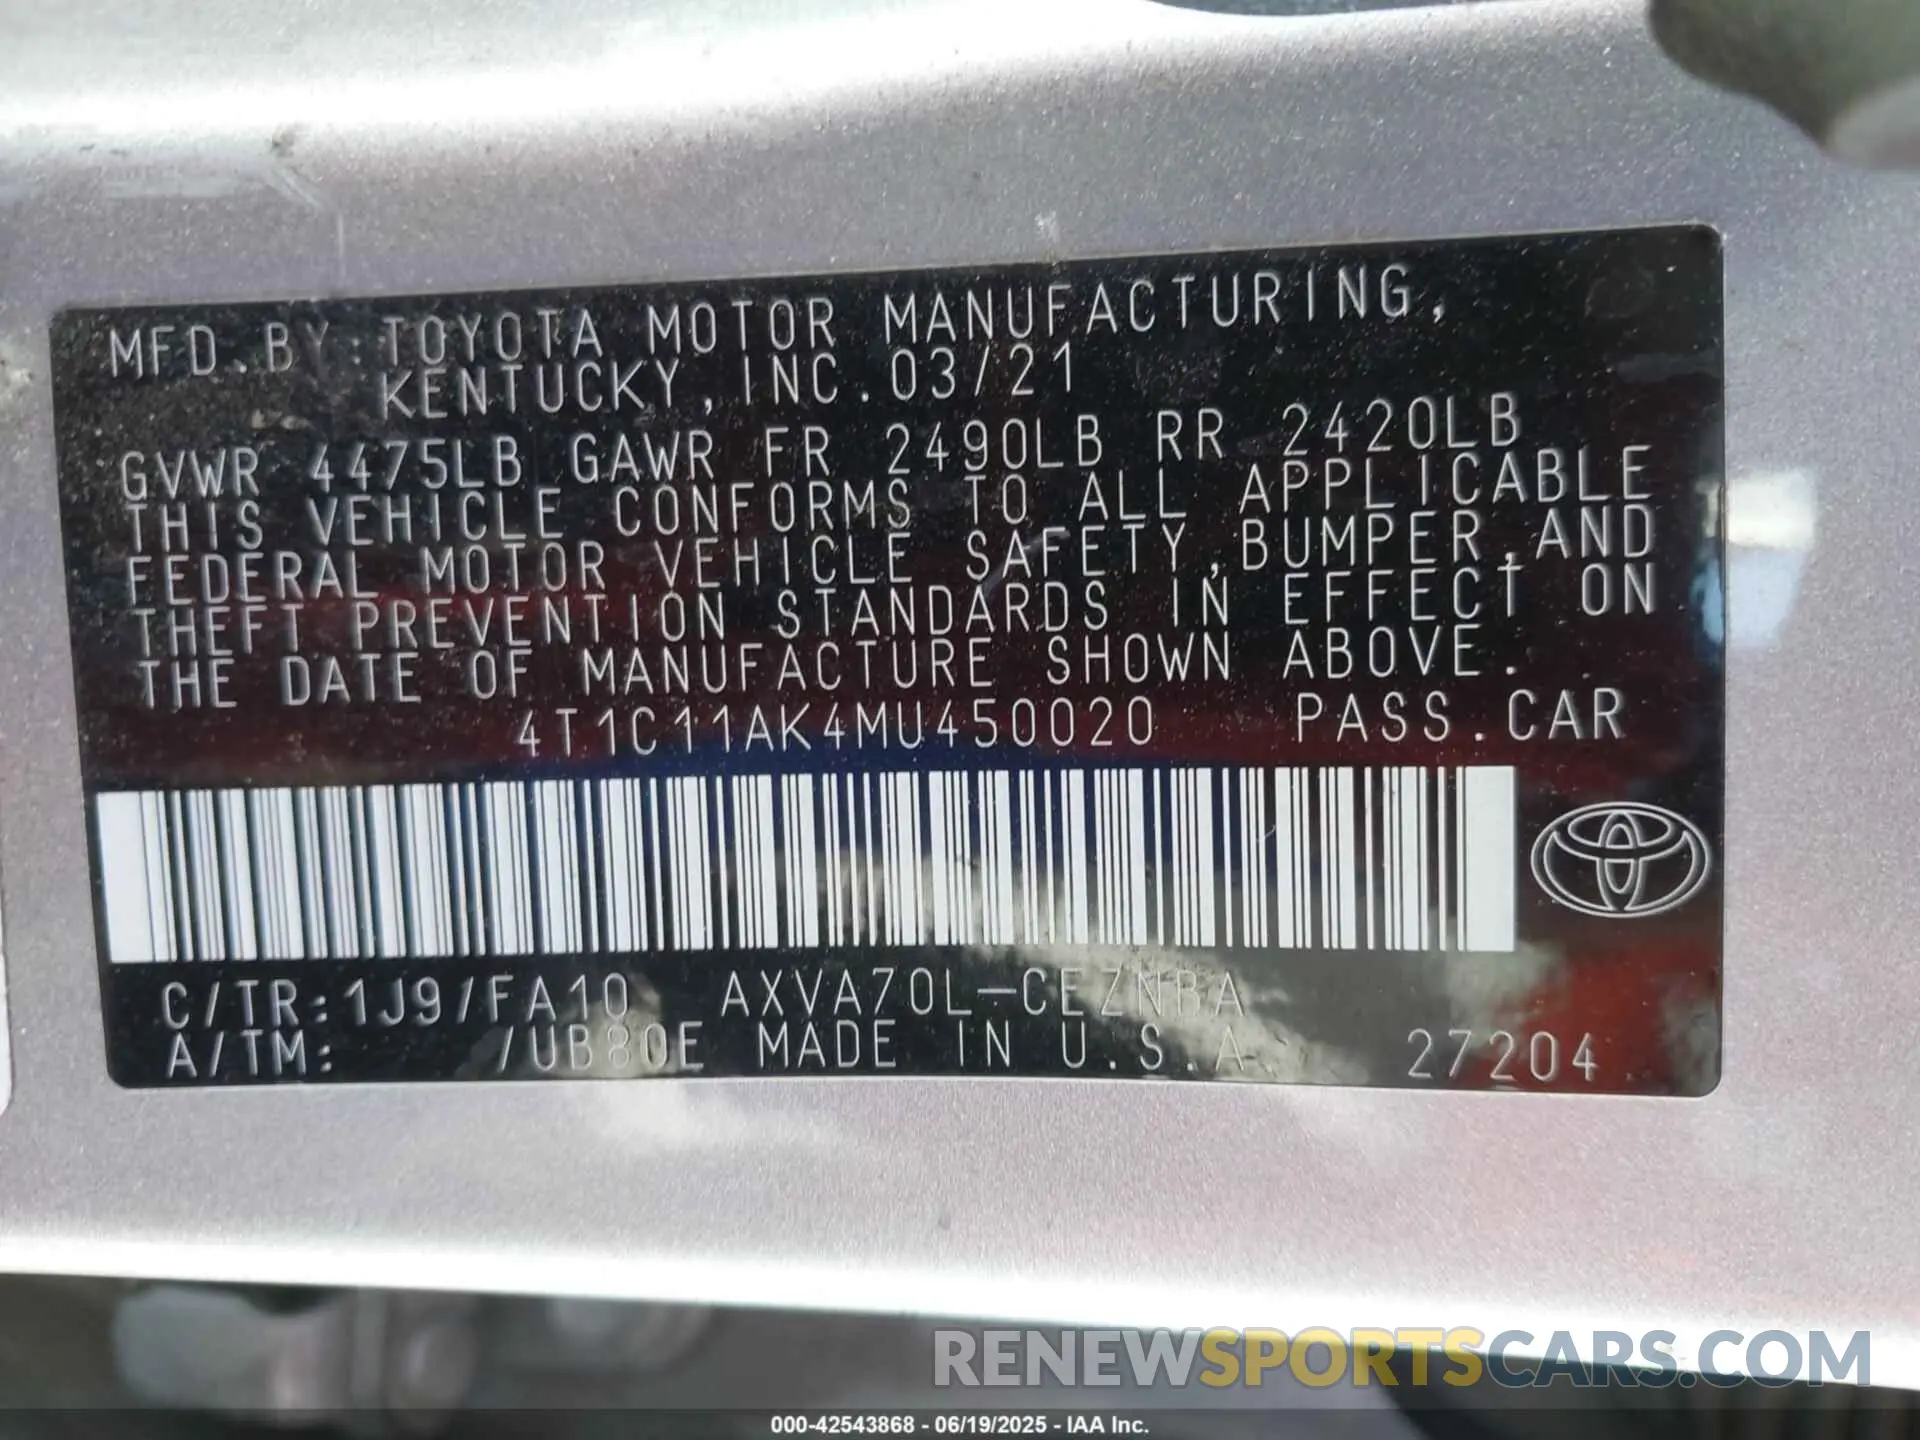 MFD. BY TOYOTA MOTOR MANUFACTURING,
KENTUCKY, INC. 03/21
GVWR 4475LB GAWR FR 2490LB RR 2420LB
THIS VEHICLE CONFORMS TO ALL APPLICABLE
FEDERAL MOTOR VEHICLE SAFETY, BUMPER, AND
THEFT PREVENTION STANDARDS IN EFFECT ON
THE DATE OF MANUFACTURE SHOWN ABOVE.
4T1C11AK4MU450020 PASS. CAR
C/TR:1J9/FA10 AXVA70L-CEZNBA
A/TM: /UB80E MADE IN U.S.A. 27204
RENEWSPORTSCARS.COM
000-42543868 - 06/19/2025 - IAA Inc.